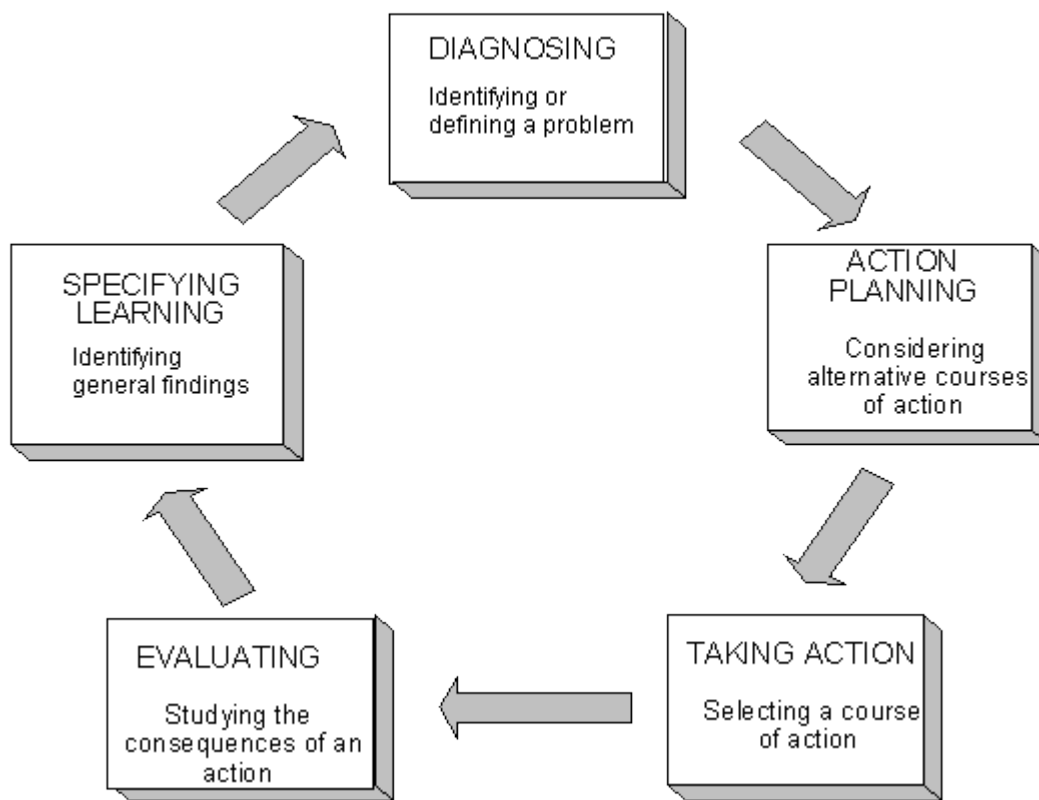 DIAGNOSING
Identifying or
defining a problem
ACTION
PLANNING
Considering
alternative courses
of action
TAKING ACTION
Selecting a course
of action
EVALUATING
Studying the
consequences of an
action
SPECIFYING
LEARNING
Identifying
general findings